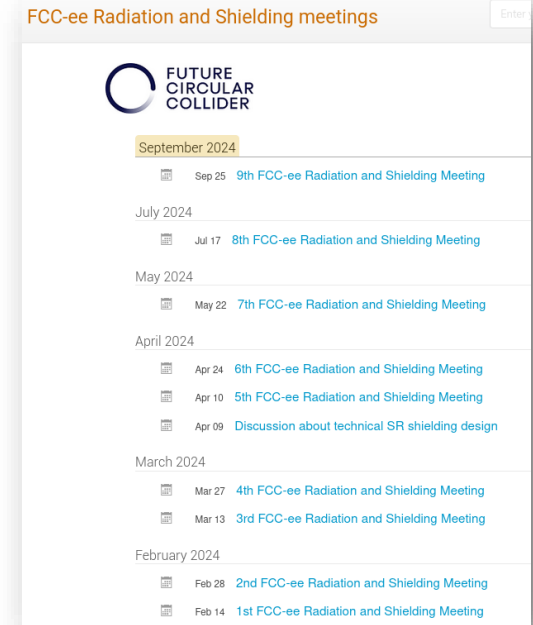 FCC-ee Radiation and Shielding meetings
Enter
FUTURE
CIRCULAR
COLLIDER
September 2024
Sep 25 9th FCC-ee Radiation and Shielding Meeting
July 2024
Jul 17 8th FCC-ee Radiation and Shielding Meeting
May 2024
May 22 7th FCC-ee Radiation and Shielding Meeting
April 2024
Apr 24 6th FCC-ee Radiation and Shielding Meeting
Apr 10 5th FCC-ee Radiation and Shielding Meeting
Apr 09 Discussion about technical SR shielding design
March 2024
Mar 27 4th FCC-ee Radiation and Shielding Meeting
Mar 13 3rd FCC-ee Radiation and Shielding Meeting
February 2024
Feb 28 2nd FCC-ee Radiation and Shielding Meeting
Feb 14 1st FCC-ee Radiation and Shielding Meeting